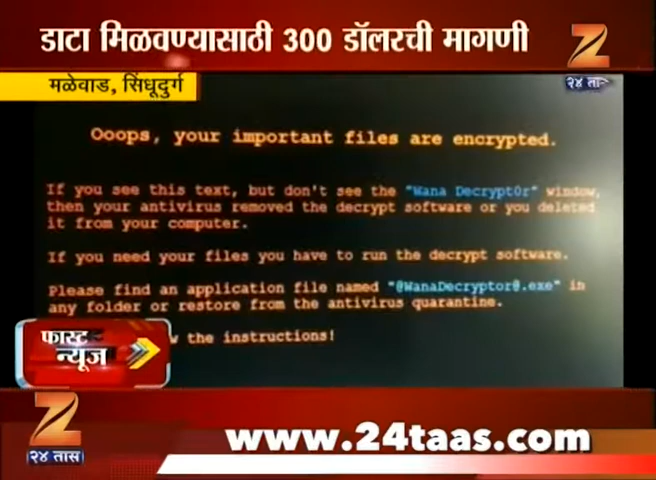 डाटा मिळवण्यासाठी 300 डॉलरची मागणी
मळेवाड, सिंधूदुर्ग
२४ तास
Ooops, your important files are encrypted.
If you see this text, but don't see the "Wana Decrypt0r" window,
then your antivirus removed the decrypt software or you deleted
it from your computer.
If you need your files you have to run the decrypt software.
Please find an application file named "@WanaDecryptor@.exe" in
any folder or restore from the antivirus quarantine.
the instructions!
फास्ट
न्यूज
२४ तास
www.24taas.com